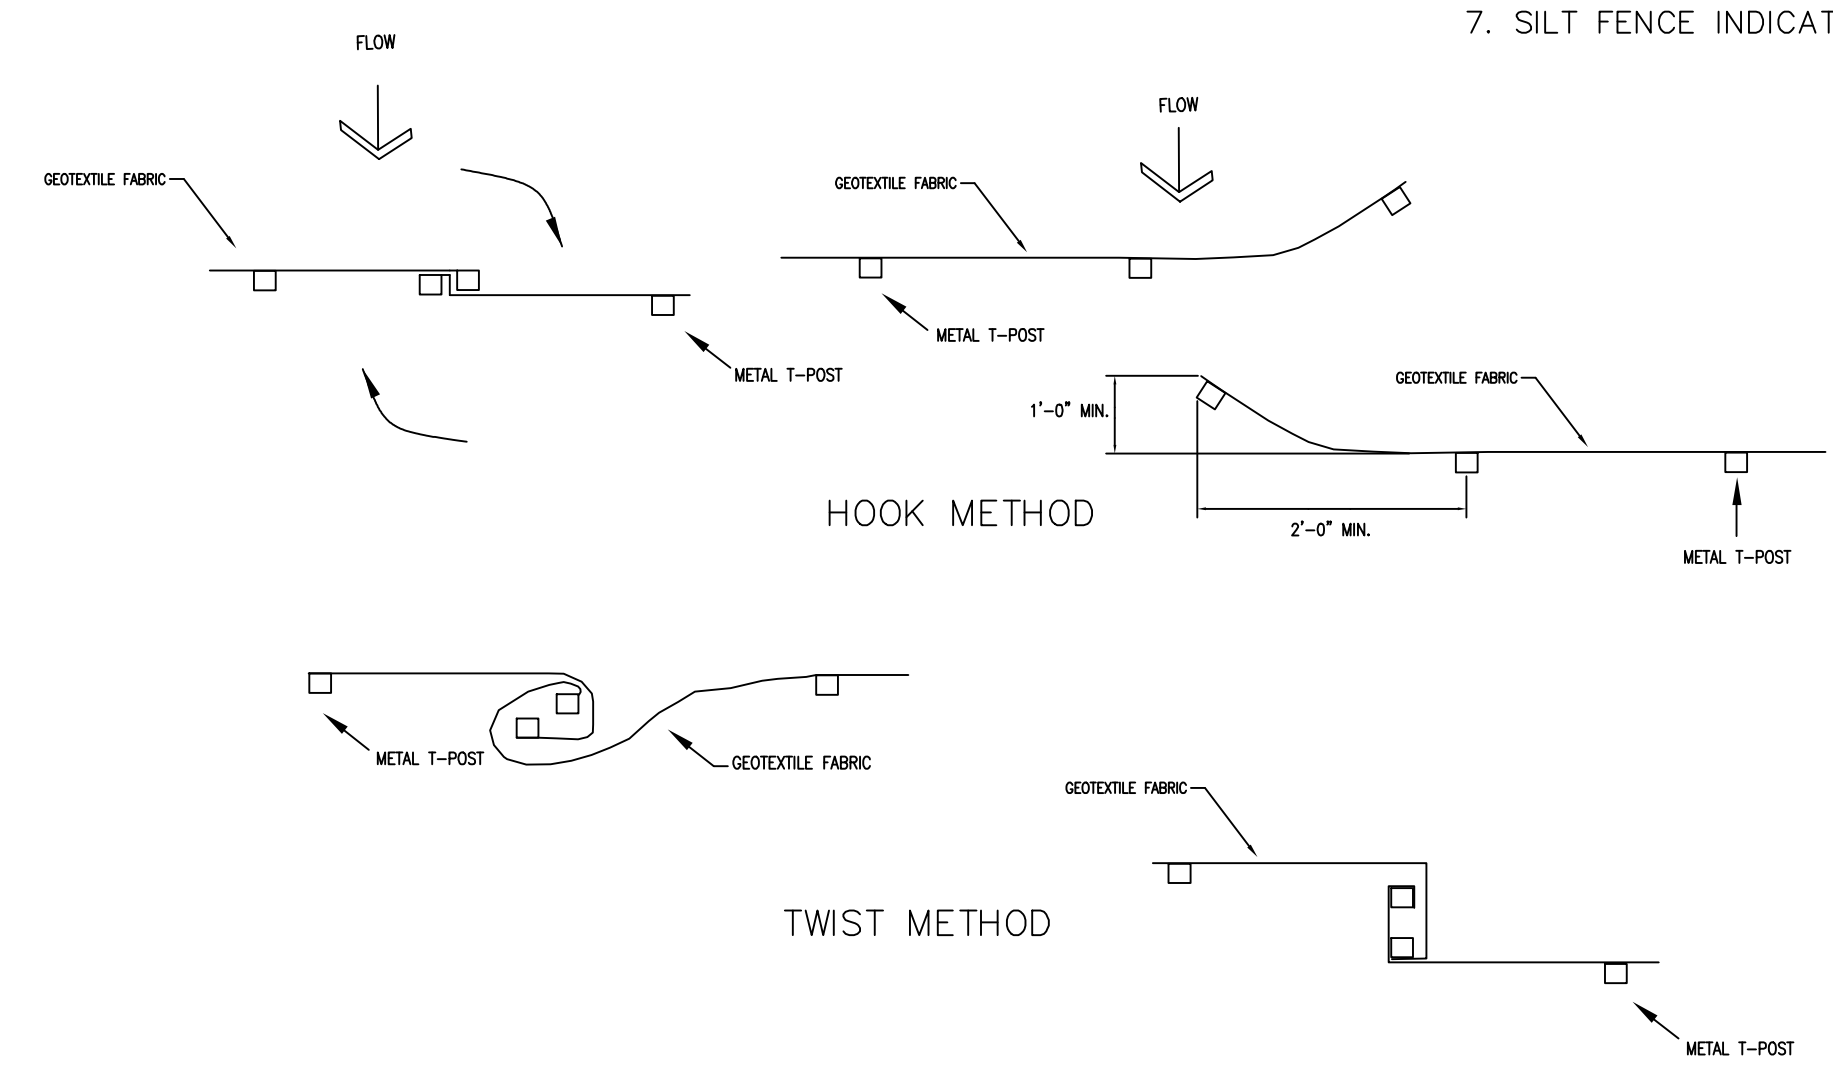 7. SILT FENCE INDICAT
FLOW
FLOW
GEOTEXTILE FABRIC
GEOTEXTILE FABRIC
METAL T-POST
METAL T-POST
GEOTEXTILE FABRIC
1'-0" MIN.
HOOK METHOD
2'-0" MIN.
METAL T-POST
METAL T-POST
GEOTEXTILE FABRIC
GEOTEXTILE FABRIC
TWIST METHOD
METAL T-POST